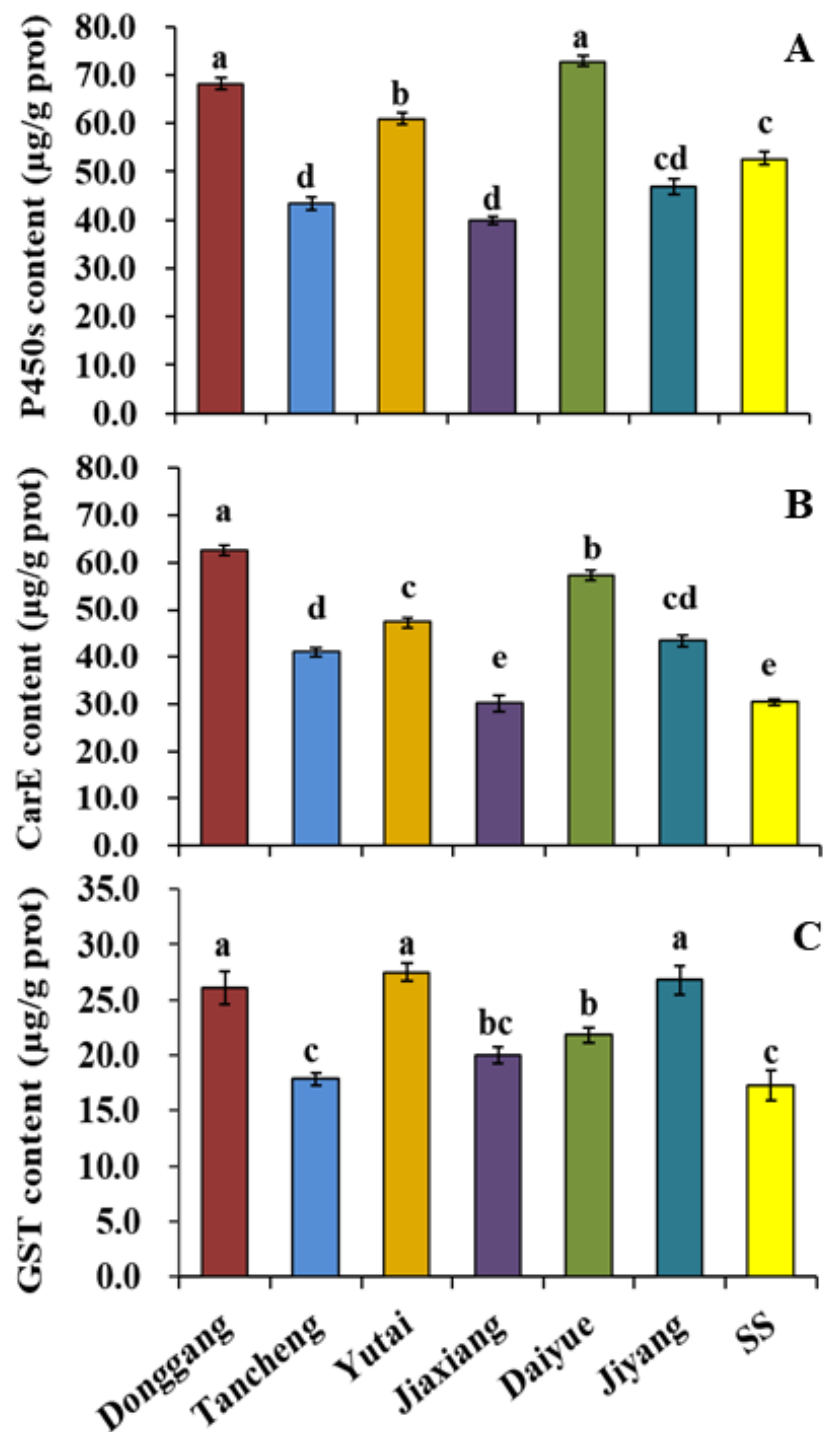 P450s content (µg/g prot)
80.0
70.0
60.0
50.0
40.0
30.0
20.0
10.0
0.0
a
d
b
d
a
cd
c
A
CarE content (µg/g prot)
80.0
70.0
60.0
50.0
40.0
30.0
20.0
10.0
0.0
a
d
c
e
b
cd
e
B
GST content (µg/g prot)
35.0
30.0
25.0
20.0
15.0
10.0
5.0
0.0
a
c
a
bc
b
a
c
C
Donggang
Tancheng
Yutai
Jiaxiang
Daiyue
Jiyang
SS